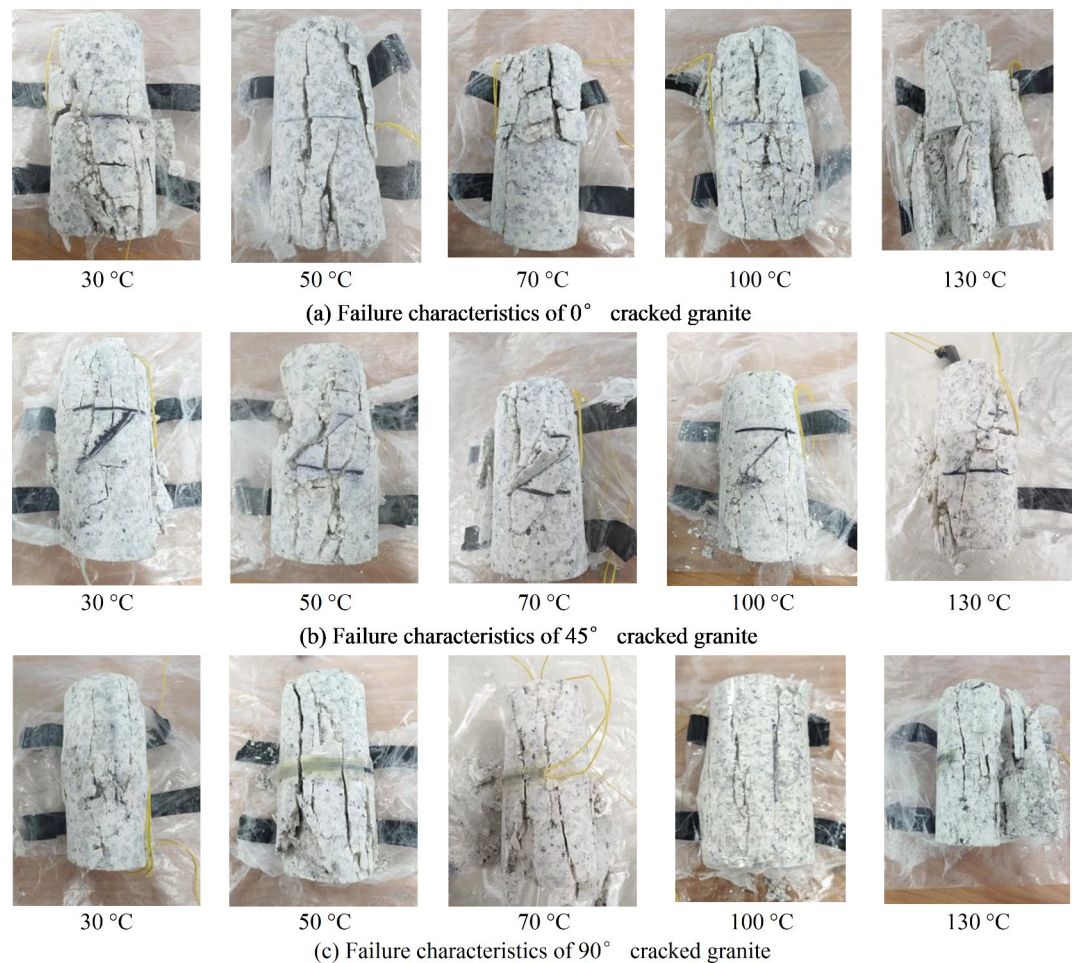 30 °C 50 °C 70 °C 100 °C 130 °C
(a) Failure characteristics of 0° cracked granite
30 °C 50 °C 70 °C 100 °C 130 °C
(b) Failure characteristics of 45° cracked granite
30 °C 50 °C 70 °C 100 °C 130 °C
(c) Failure characteristics of 90° cracked granite